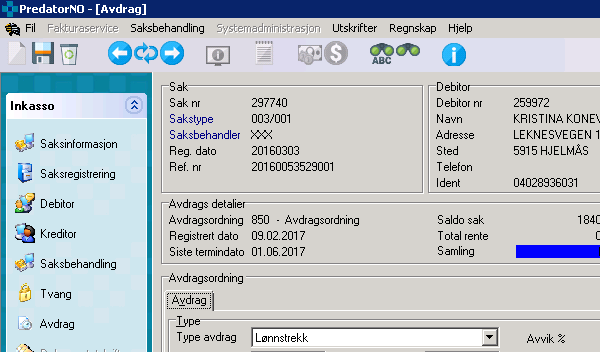 PredatorNO - [Avdrag]
Fil Fakturaservice Saksbehandling Systemadministrasjon Utskrifter Regnskap Hjelp
ABC
Inkasso
Saksinformasjon
Saksregistrering
Debitor
Kreditor
Saksbehandling
Tvang
Avdrag
Sak
Sak nr 297740
Sakstype 003/001
Saksbehandler XXX
Reg. dato 20160303
Ref. nr 20160053529001
Debitor
Debitor nr 259972
Navn KRISTINA KONEV
Adresse LEKNESVEGEN 1
Sted 5915 HJELMÅS
Telefon
Ident 04028936031
Avdrags detalier
Avdragsordning 850 - Avdragsordning Saldo sak 1840
Registrert dato 09.02.2017 Total rente 0
Siste termindato 01.06.2017 Samling
Avdragsordning
Avdrag
Type
Type avdrag Lønnstrekk Avvik %